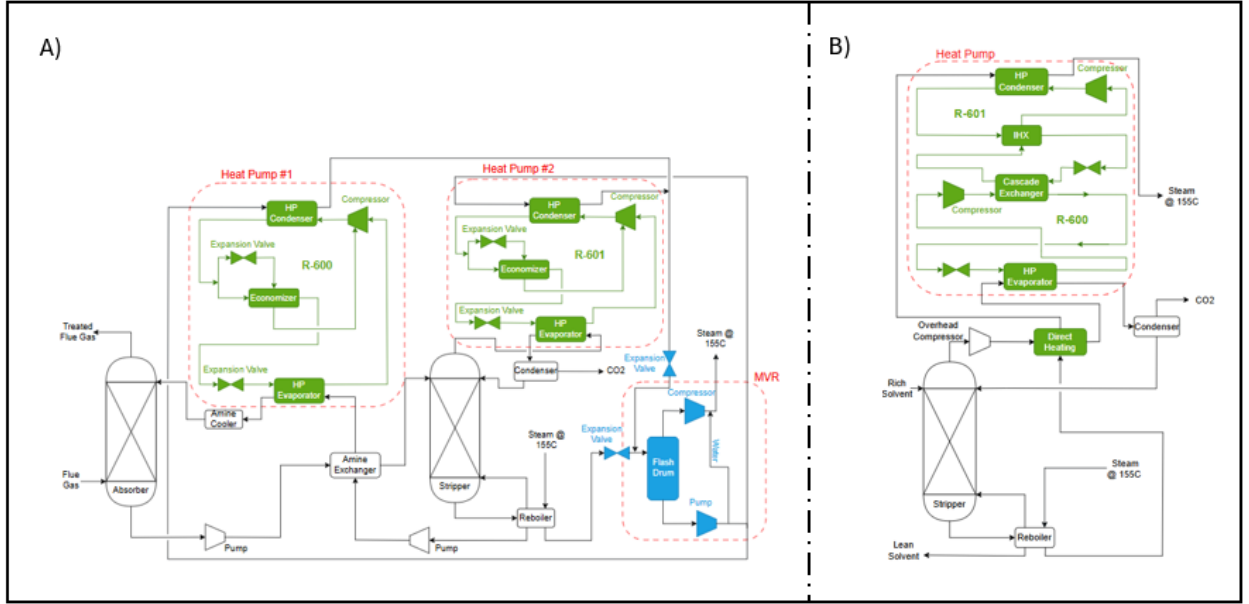 A)
Heat Pump #1
HP
Condenser
Compressor
Expansion Valve
R-600
Economizer
Expansion Valve
HP
Evaporator
Heat Pump #2
HP
Condenser
Compressor
Expansion Valve
R-601
Economizer
Expansion Valve
HP
Evaporator
Treated
Flue Gas
Flue
Gas
Absorber
Amine
Cooler
Amine
Exchanger
Pump
Pump
Stripper
Condenser
CO2
Steam @
155C
Reboiler
Expansion
Valve
Steam @
155C
MVR
Compressor
Expansion
Valve
Flash
Drum
Water
Pump
B)
Heat Pump
HP
Condenser
Compressor
R-601
IHX
Cascade
Exchanger
Compressor
R-600
HP
Evaporator
Steam
@ 155C
CO2
Condenser
Overhead
Compressor
Direct
Heating
Rich
Solvent
Stripper
Steam
@ 155C
Reboiler
Lean
Solvent